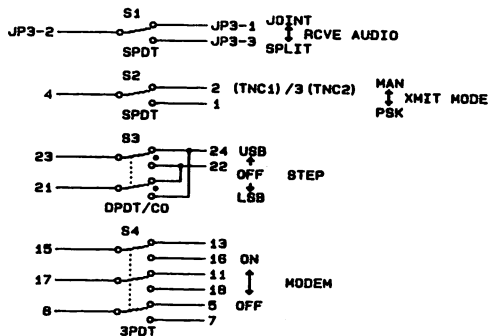 S1
JP3-2 JP3-1 JOINT
JP3-3 SPLIT RCVE AUDIO
SPDT
S2
4 2 (TNC1) /3 (TNC2) MAN
1 PSK XMIT MODE
SPDT
S3
23 24 USB
22 OFF STEP
21 LSB
DPDT/CO
S4
15 13
16 ON
17 11 MODEM
18
8 5 OFF
7
3PDT